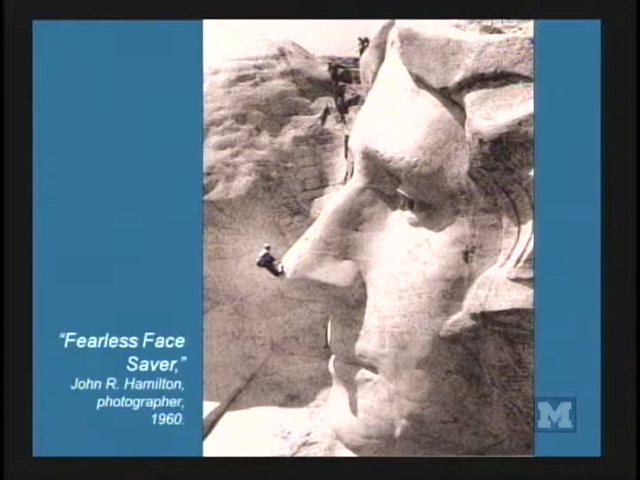 “Fearless Face
Saver,”
John R. Hamilton,
photographer,
1960.
M